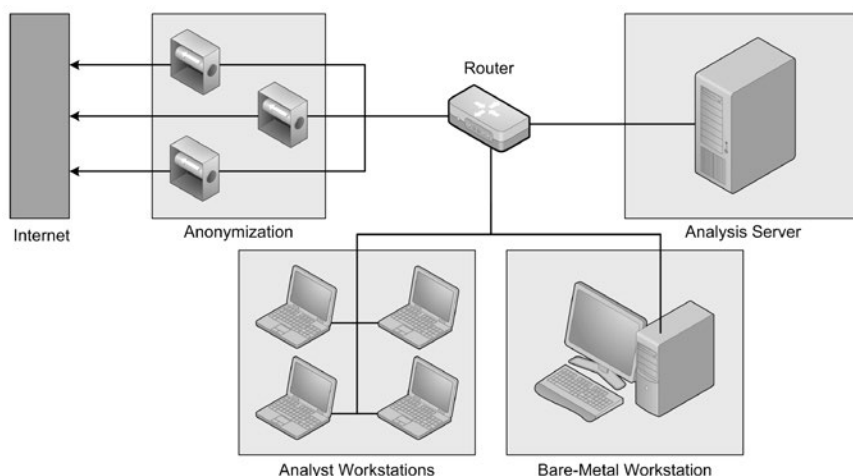 Router
Internet
Anonymization
Analysis Server
Analyst Workstations
Bare-Metal Workstation